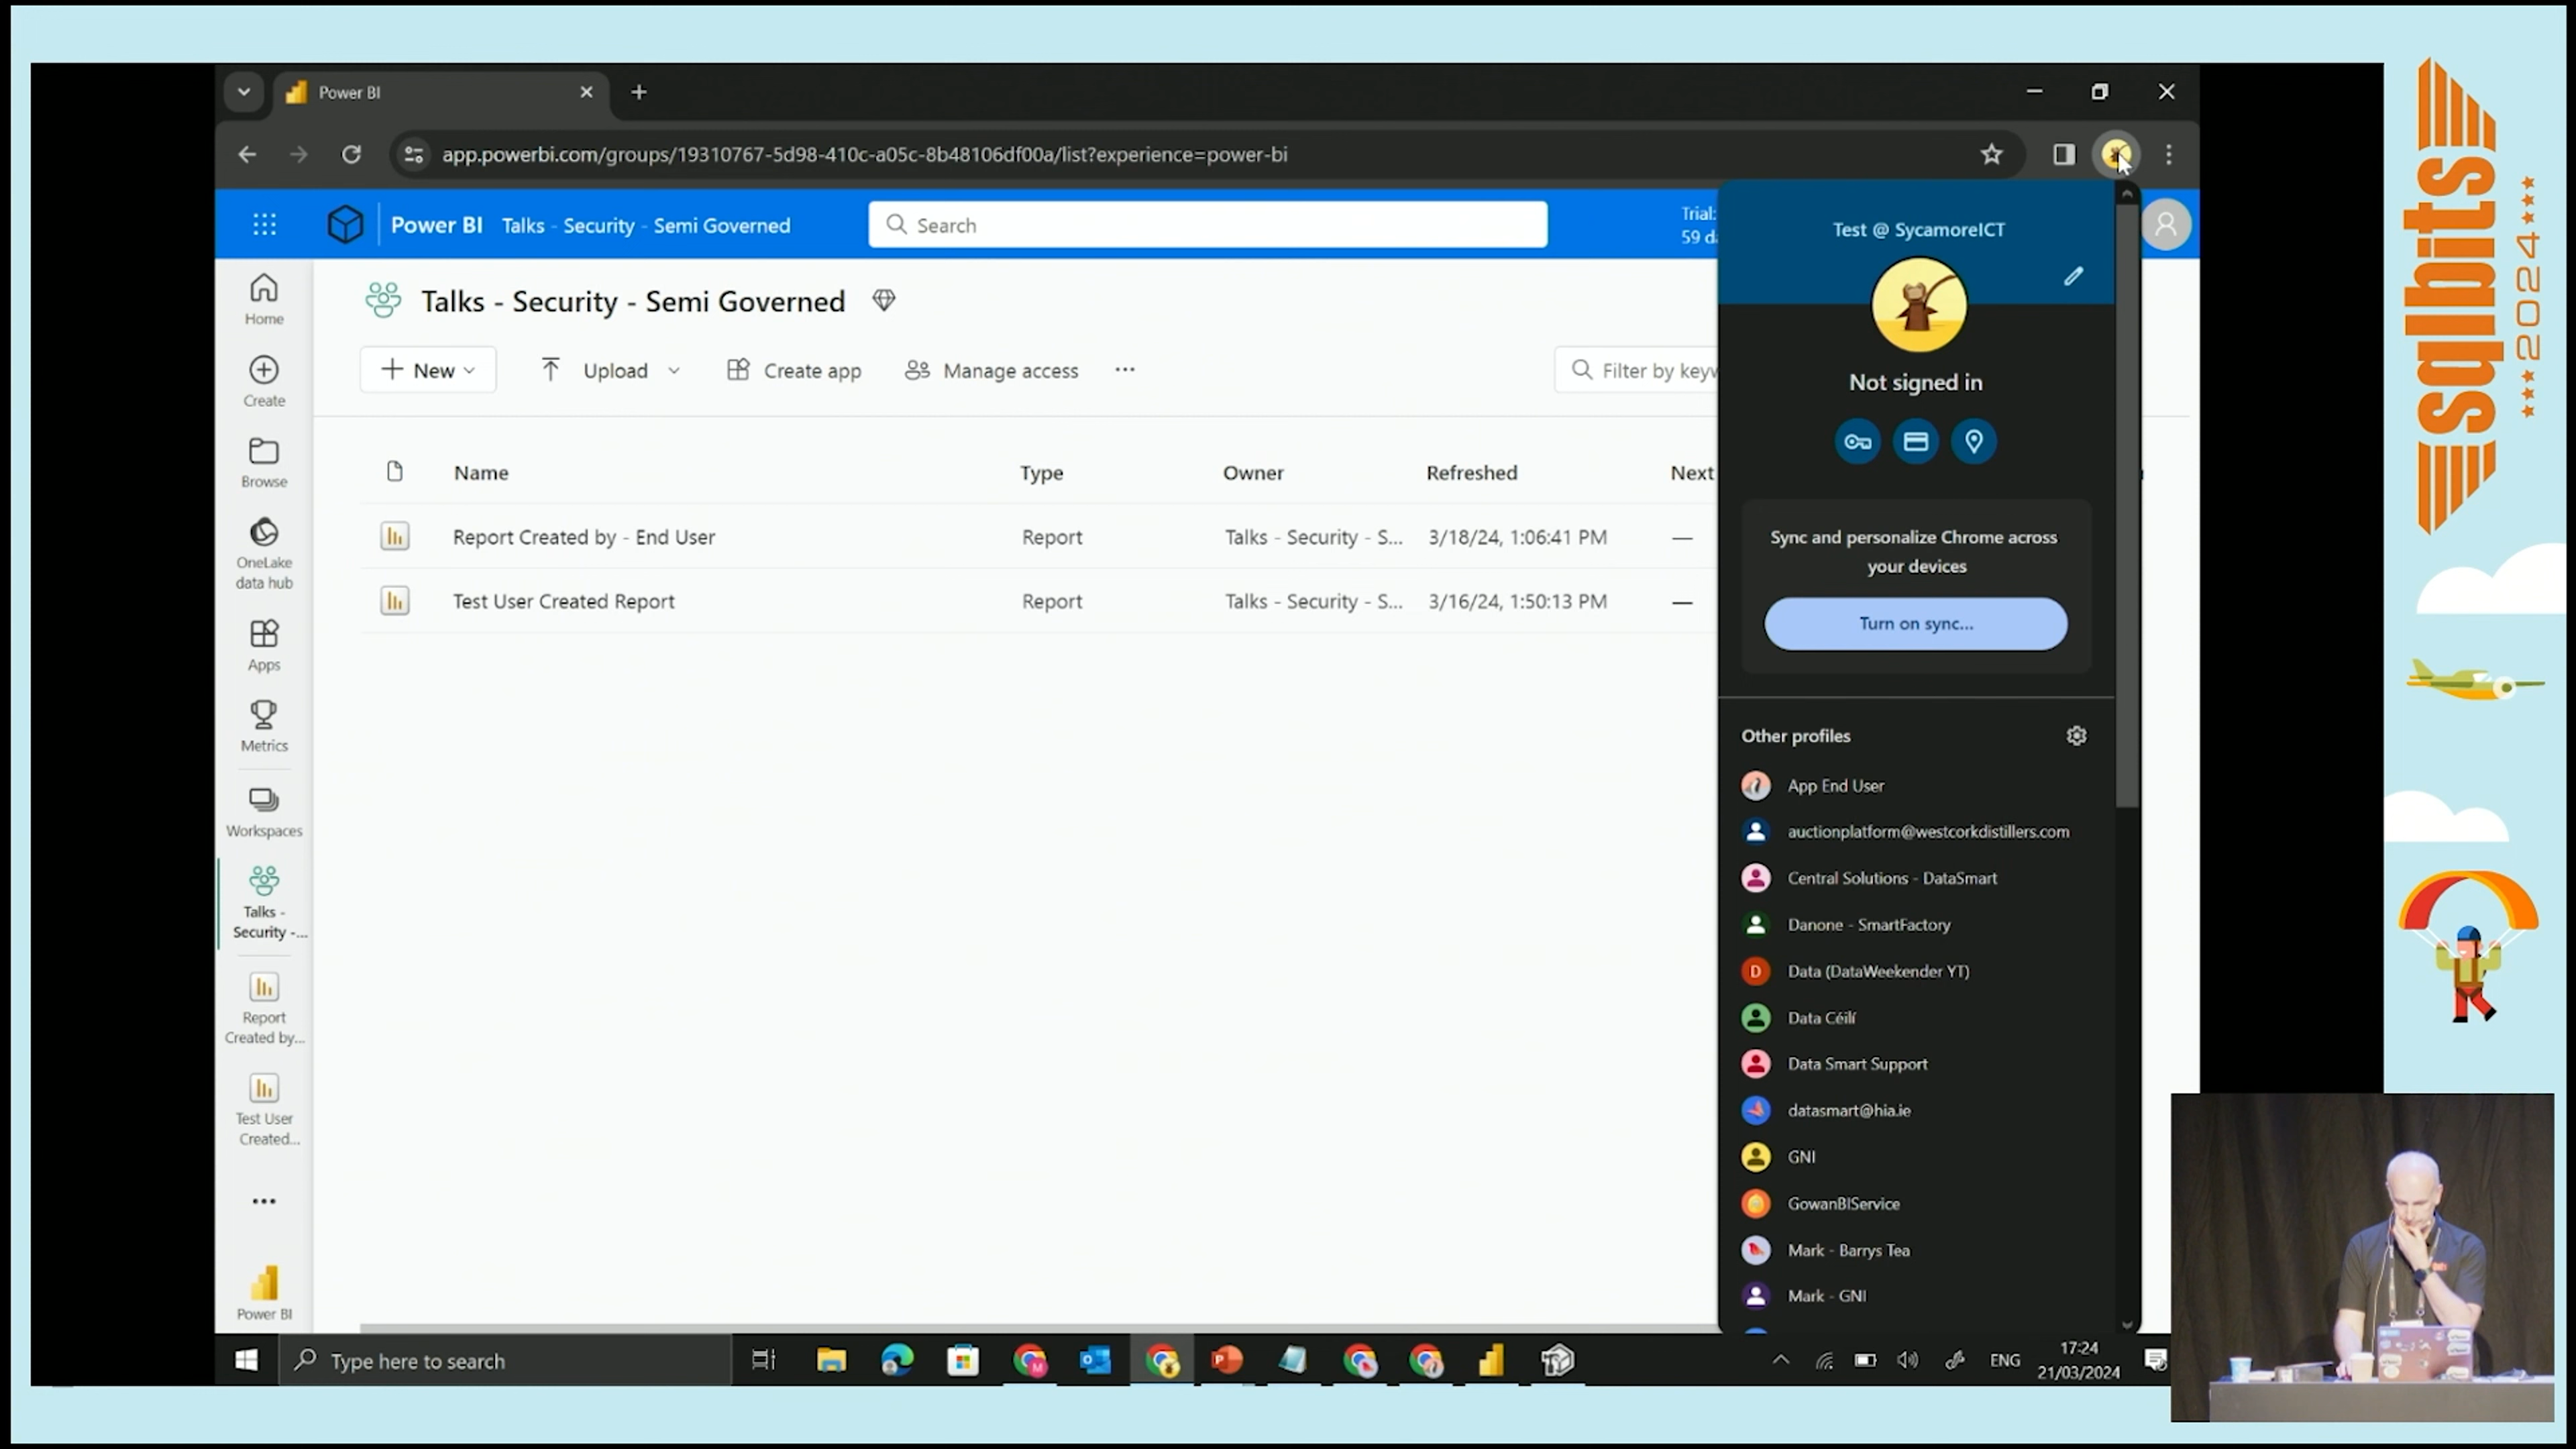 Power BI
app.powerbi.com/groups/19310767-5d98-410c-a05c-8b48106df00a/list?experience=power-bi
Power BI Talks - Security - Semi Governed
Search
Trial:
59 da
Talks - Security - Semi Governed
New
Upload
Create app
Manage access
Filter by keyw
Name Type Owner Refreshed Next
Report Created by - End User Report Talks - Security - S... 3/18/24, 1:06:41 PM —
Test User Created Report Report Talks - Security - S... 3/16/24, 1:50:13 PM —
Home
Create
Browse
OneLake
data hub
Apps
Metrics
Workspaces
Talks -
Security -...
Report
Created by...
Test User
Created...
Power BI
Test @ SycamoreICT
Not signed in
Sync and personalize Chrome across
your devices
Turn on sync...
Other profiles
App End User
auctionplatform@westcorkdistillers.com
Central Solutions - DataSmart
Danone - SmartFactory
D
Data (DataWeekender YT)
Data Céilí
Data Smart Support
datasmart@hia.ie
GNI
GowanBIService
Mark - Barrys Tea
Mark - GNI
Type here to search
ENG
17:24
21/03/2024
sqlbits
2024